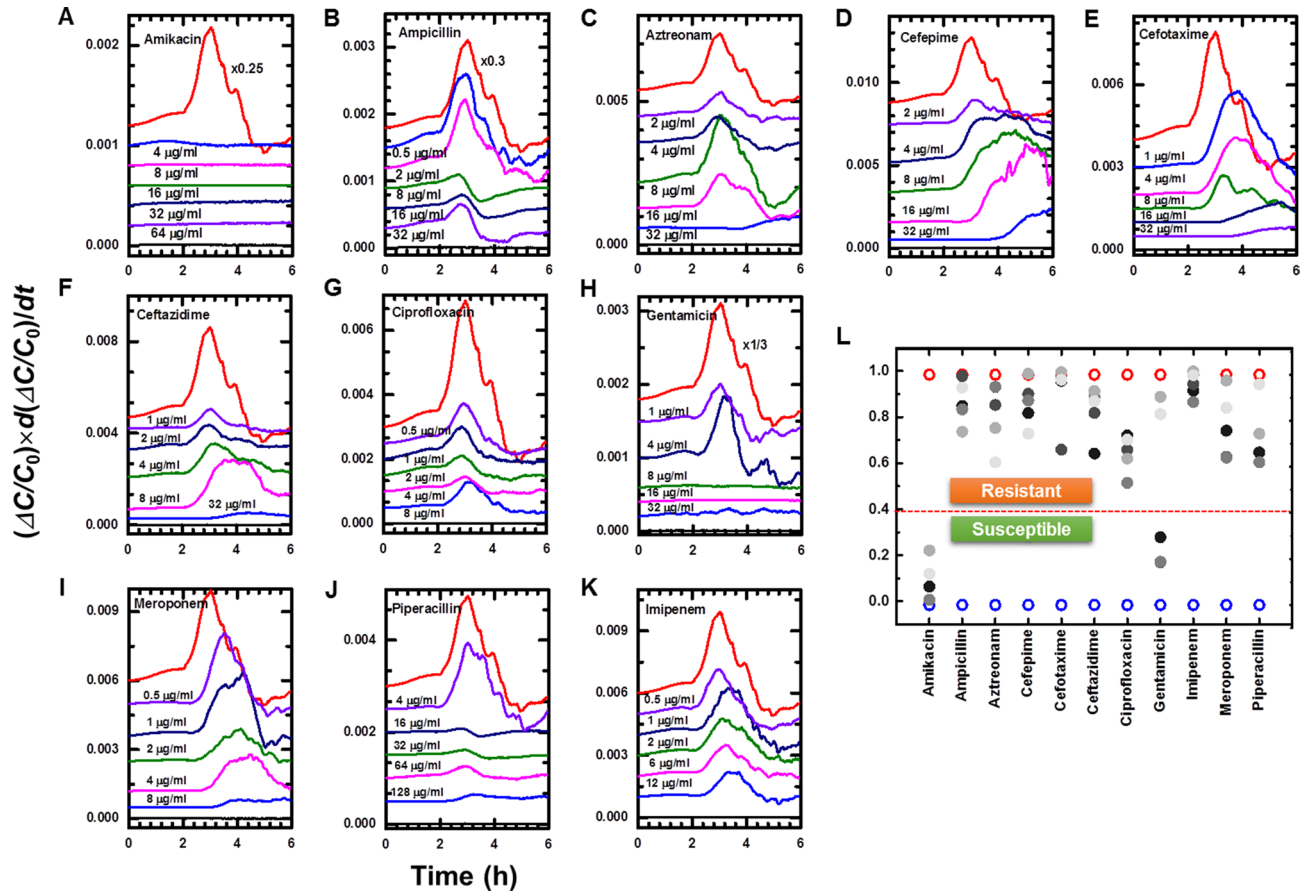 A
Amikacin
x0.25
0.002
0.001
0.000
4 µg/ml
8 µg/ml
16 µg/ml
32 µg/ml
64 µg/ml
0 2 4 6
B
Ampicillin
x0.3
0.003
0.002
0.001
0.000
0.5 µg/ml
2 µg/ml
8 µg/ml
16 µg/ml
32 µg/ml
0 2 4 6
C
Aztreonam
0.005
0.000
2 µg/ml
4 µg/ml
8 µg/ml
16 µg/ml
32 µg/ml
0 2 4 6
D
Cefepime
0.010
0.005
0.000
2 µg/ml
4 µg/ml
8 µg/ml
16 µg/ml
32 µg/ml
0 2 4 6
E
Cefotaxime
0.006
0.003
0.000
1 µg/ml
4 µg/ml
8 µg/ml
16 µg/ml
32 µg/ml
0 2 4 6
F
Ceftazidime
0.008
0.004
0.000
1 µg/ml
2 µg/ml
4 µg/ml
8 µg/ml
32 µg/ml
0 2 4 6
G
Ciprofloxacin
0.006
0.004
0.002
0.000
0.5 µg/ml
1 µg/ml
2 µg/ml
4 µg/ml
8 µg/ml
0 2 4 6
H
Gentamicin
x1/3
0.003
0.002
0.001
0.000
1 µg/ml
4 µg/ml
8 µg/ml
16 µg/ml
32 µg/ml
0 2 4 6
I
Meroponem
0.009
0.006
0.003
0.000
0.5 µg/ml
1 µg/ml
2 µg/ml
4 µg/ml
8 µg/ml
0 2 4 6
J
Piperacillin
0.004
0.002
0.000
4 µg/ml
16 µg/ml
32 µg/ml
64 µg/ml
128 µg/ml
0 2 4 6
K
Imipenem
0.009
0.006
0.003
0.000
0.5 µg/ml
1 µg/ml
2 µg/ml
6 µg/ml
12 µg/ml
0 2 4 6
(ΔC/C0)×d(ΔC/C0)/dt
Time (h)
L
1.0
0.8
0.6
0.4
0.2
0.0
Resistant
Susceptible
Amikacin
Ampicillin
Aztreonam
Cefepime
Cefotaxime
Ceftazidime
Ciprofloxacin
Gentamicin
Imipenem
Meroponem
Piperacillin